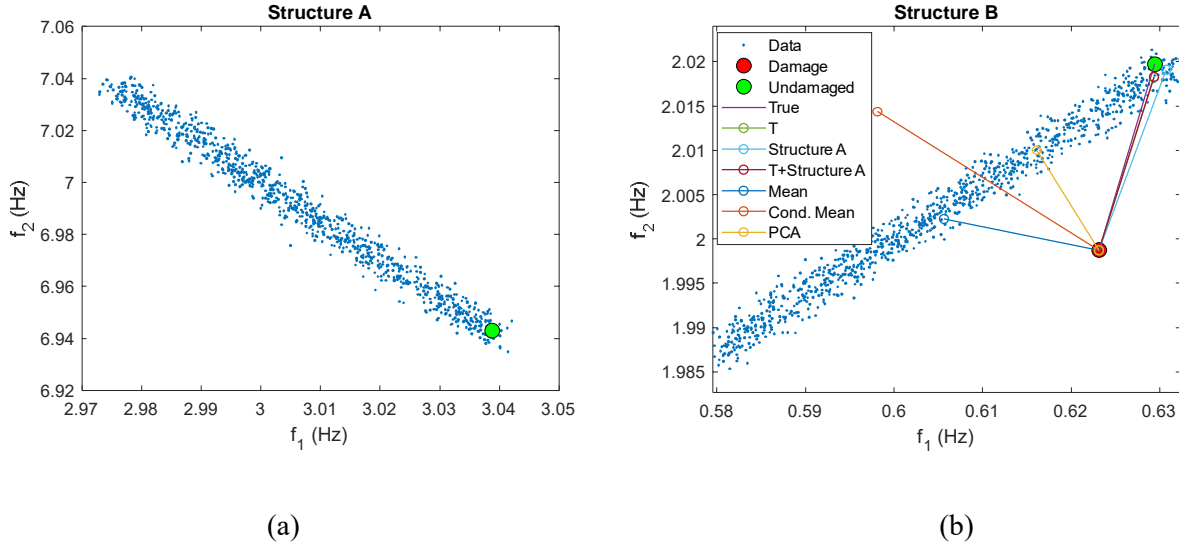 Structure A
7.06
7.04
7.02
7
6.98
6.96
6.94
6.92
f2 (Hz)
2.97 2.98 2.99 3 3.01 3.02 3.03 3.04 3.05
f1 (Hz)
(a)
Structure B
2.02
2.015
2.01
2.005
2
1.995
1.99
1.985
f2 (Hz)
Data
Damage
Undamaged
True
T
Structure A
T+Structure A
Mean
Cond. Mean
PCA
0.58 0.59 0.6 0.61 0.62 0.63
f1 (Hz)
(b)